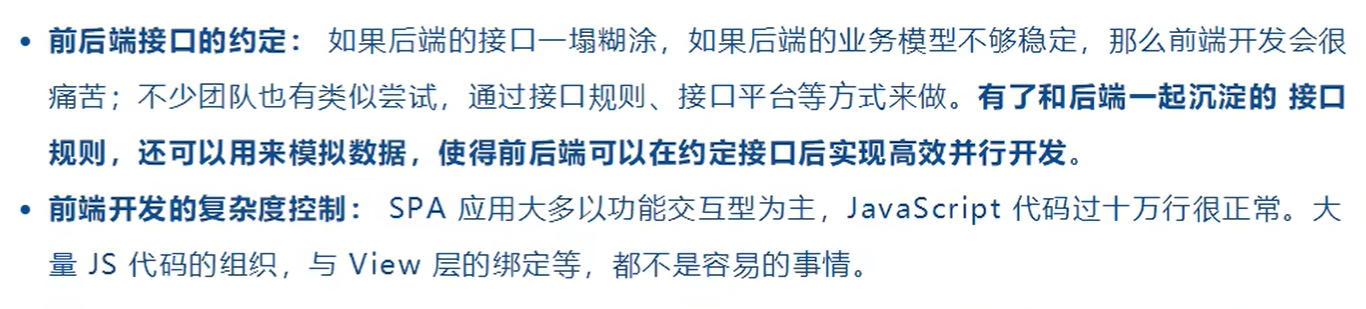 • 前后端接口的约定： 如果后端的接口一塌糊涂，如果后端的业务模型不够稳定，那么前端开发会很
痛苦；不少团队也有类似尝试，通过接口规则、接口平台等方式来做。有了和后端一起沉淀的 接口
规则，还可以用来模拟数据，使得前后端可以在约定接口后实现高效并行开发。
• 前端开发的复杂度控制： SPA 应用大多以功能交互型为主，JavaScript 代码过十万行很正常。大
量 JS 代码的组织，与 View 层的绑定等，都不是容易的事情。